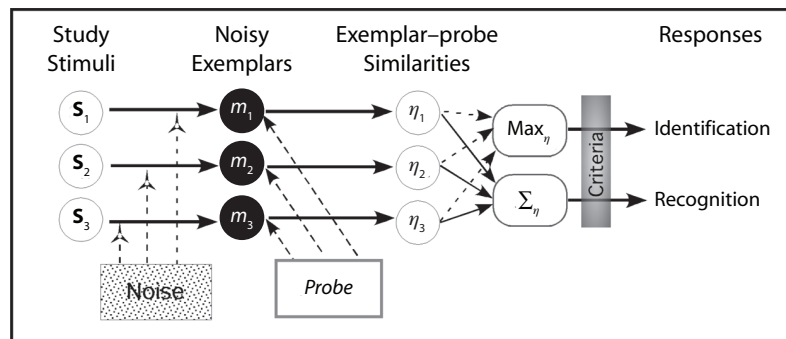 Study Stimuli
Noisy Exemplars
Exemplar–probe Similarities
Responses
S1
m1
η1
Maxη
Identification
S2
m2
η2
Criteria
Ση
Recognition
S3
m3
η3
Noise
Probe